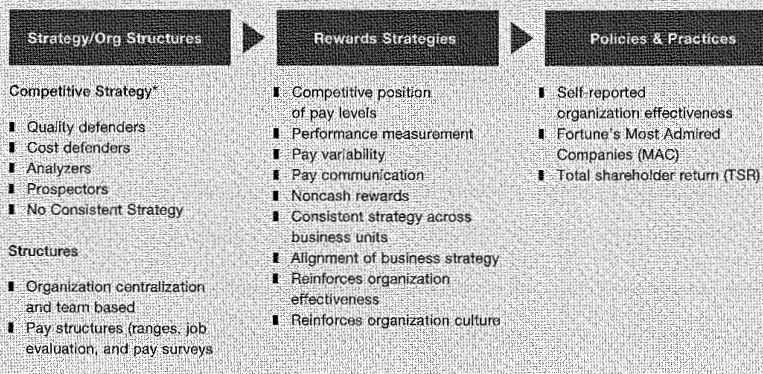 Strategy/Org Structures
Competitive Strategy*
Quality defenders
Cost defenders
Analyzers
Prospectors
No Consistent Strategy
Structures
Organization centralization
and team based
Pay structures (ranges, job
evaluation, and pay surveys
Rewards Strategies
Competitive position
of pay levels
Performance measurement
Pay variability
Pay communication
Noncash rewards
Consistent strategy across
business units
Alignment of business strategy
Reinforces organization
effectiveness
Reinforces organization culture
Policies & Practices
Self-reported
organization effectiveness
Fortune's Most Admired
Companies (MAC)
Total shareholder return (TSR)